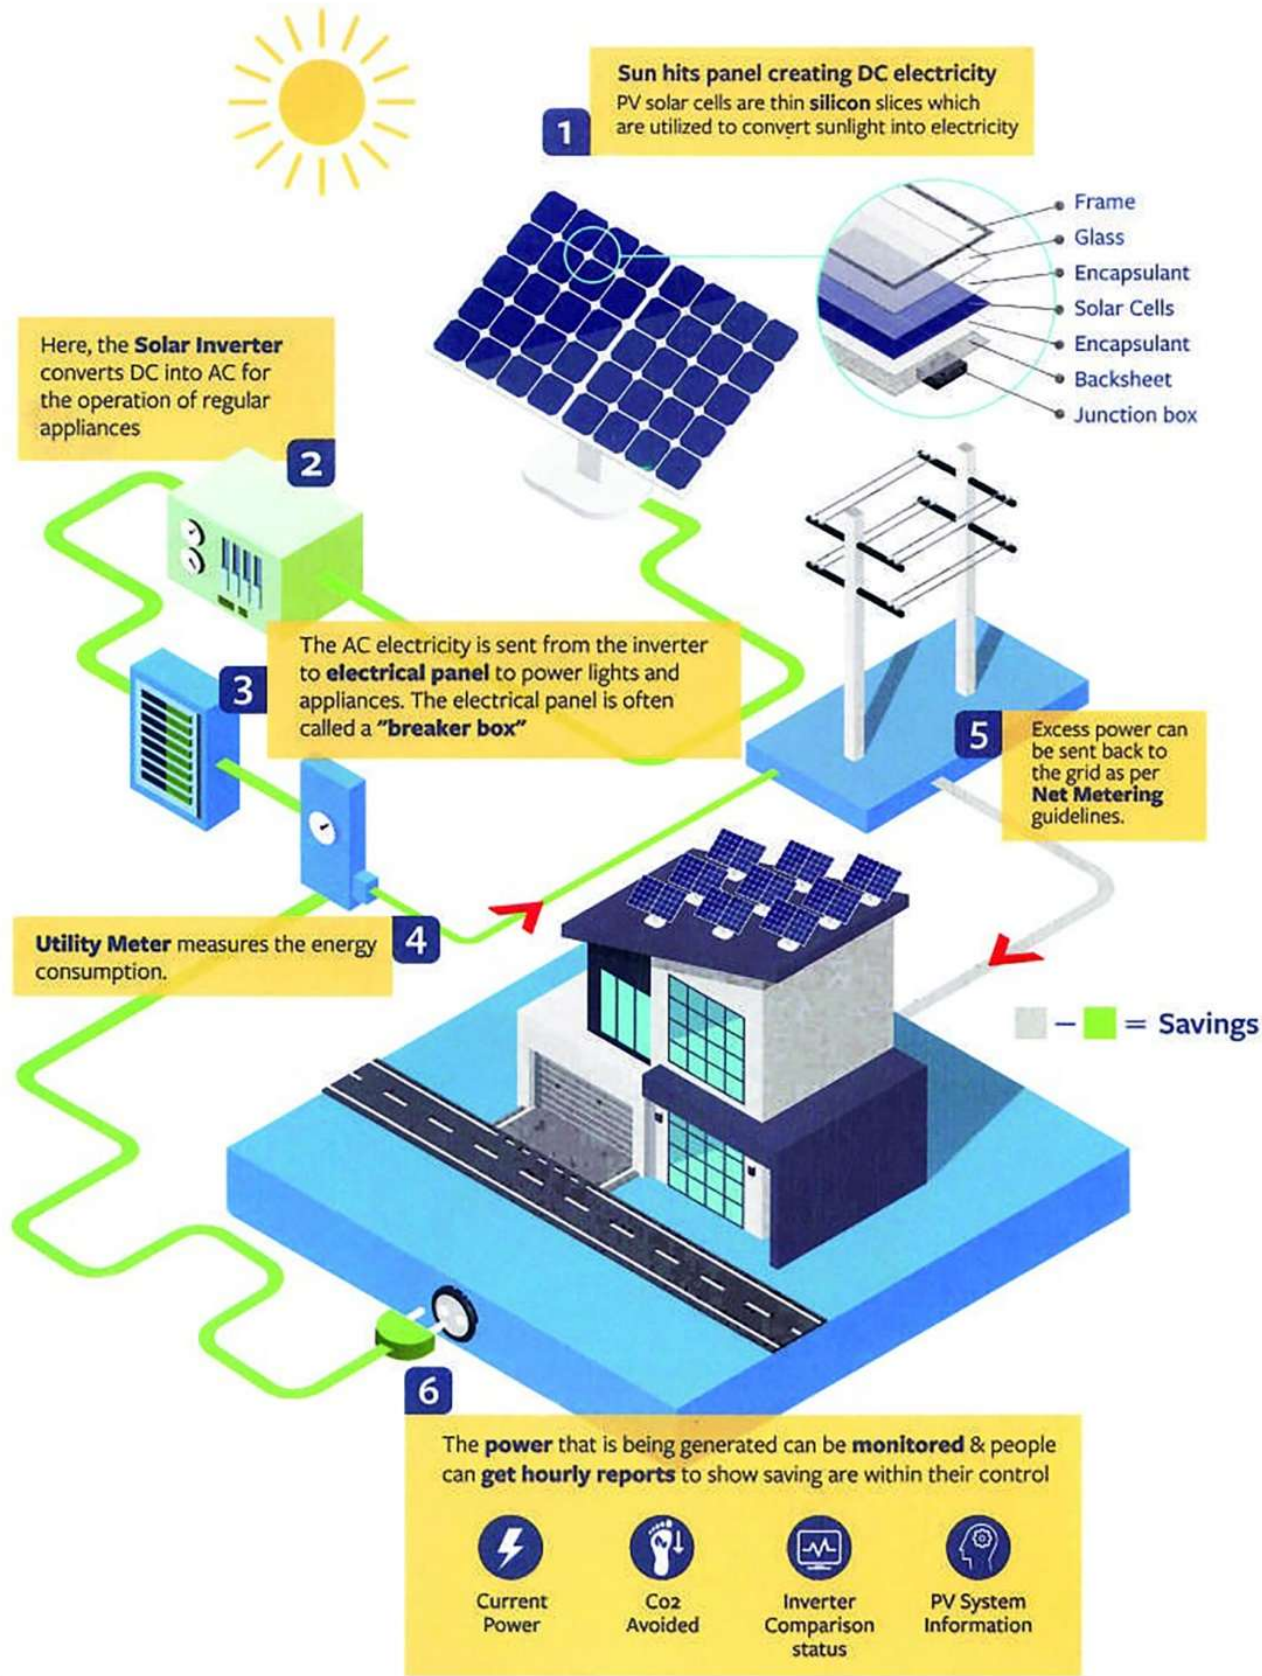 Sun hits panel creating DC electricity
1
PV solar cells are thin silicon slices which
are utilized to convert sunlight into electricity
Frame
Glass
Encapsulant
Solar Cells
Encapsulant
Backsheet
Junction box
Here, the Solar Inverter
converts DC into AC for
the operation of regular
appliances
2
3
The AC electricity is sent from the inverter
to electrical panel to power lights and
appliances. The electrical panel is often
called a "breaker box"
4
Utility Meter measures the energy
consumption.
5
Excess power can
be sent back to
the grid as per
Net Metering
guidelines.
– = Savings
6
The power that is being generated can be monitored & people
can get hourly reports to show saving are within their control
Current
Power
Co2
Avoided
Inverter
Comparison
status
PV System
Information